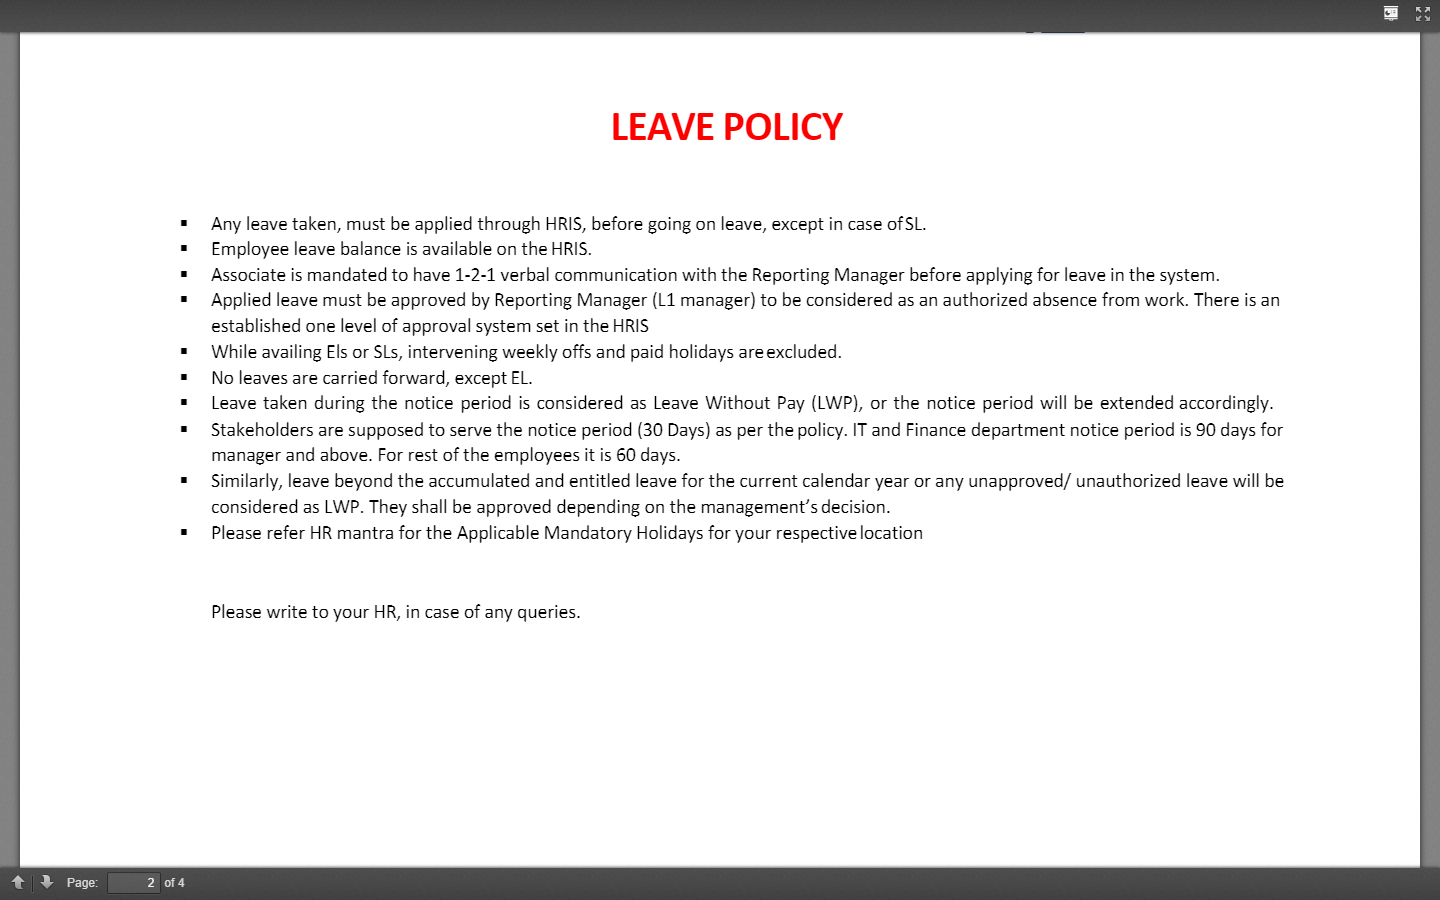 LEAVE POLICY
▪ Any leave taken, must be applied through HRIS, before going on leave, except in case of SL.
▪ Employee leave balance is available on the HRIS.
▪ Associate is mandated to have 1-2-1 verbal communication with the Reporting Manager before applying for leave in the system.
▪ Applied leave must be approved by Reporting Manager (L1 manager) to be considered as an authorized absence from work. There is an
established one level of approval system set in the HRIS
▪ While availing Els or SLs, intervening weekly offs and paid holidays are excluded.
▪ No leaves are carried forward, except EL.
▪ Leave taken during the notice period is considered as Leave Without Pay (LWP), or the notice period will be extended accordingly.
▪ Stakeholders are supposed to serve the notice period (30 Days) as per the policy. IT and Finance department notice period is 90 days for
manager and above. For rest of the employees it is 60 days.
▪ Similarly, leave beyond the accumulated and entitled leave for the current calendar year or any unapproved/ unauthorized leave will be
considered as LWP. They shall be approved depending on the management’s decision.
▪ Please refer HR mantra for the Applicable Mandatory Holidays for your respective location
Please write to your HR, in case of any queries.
Page: 2 of 4